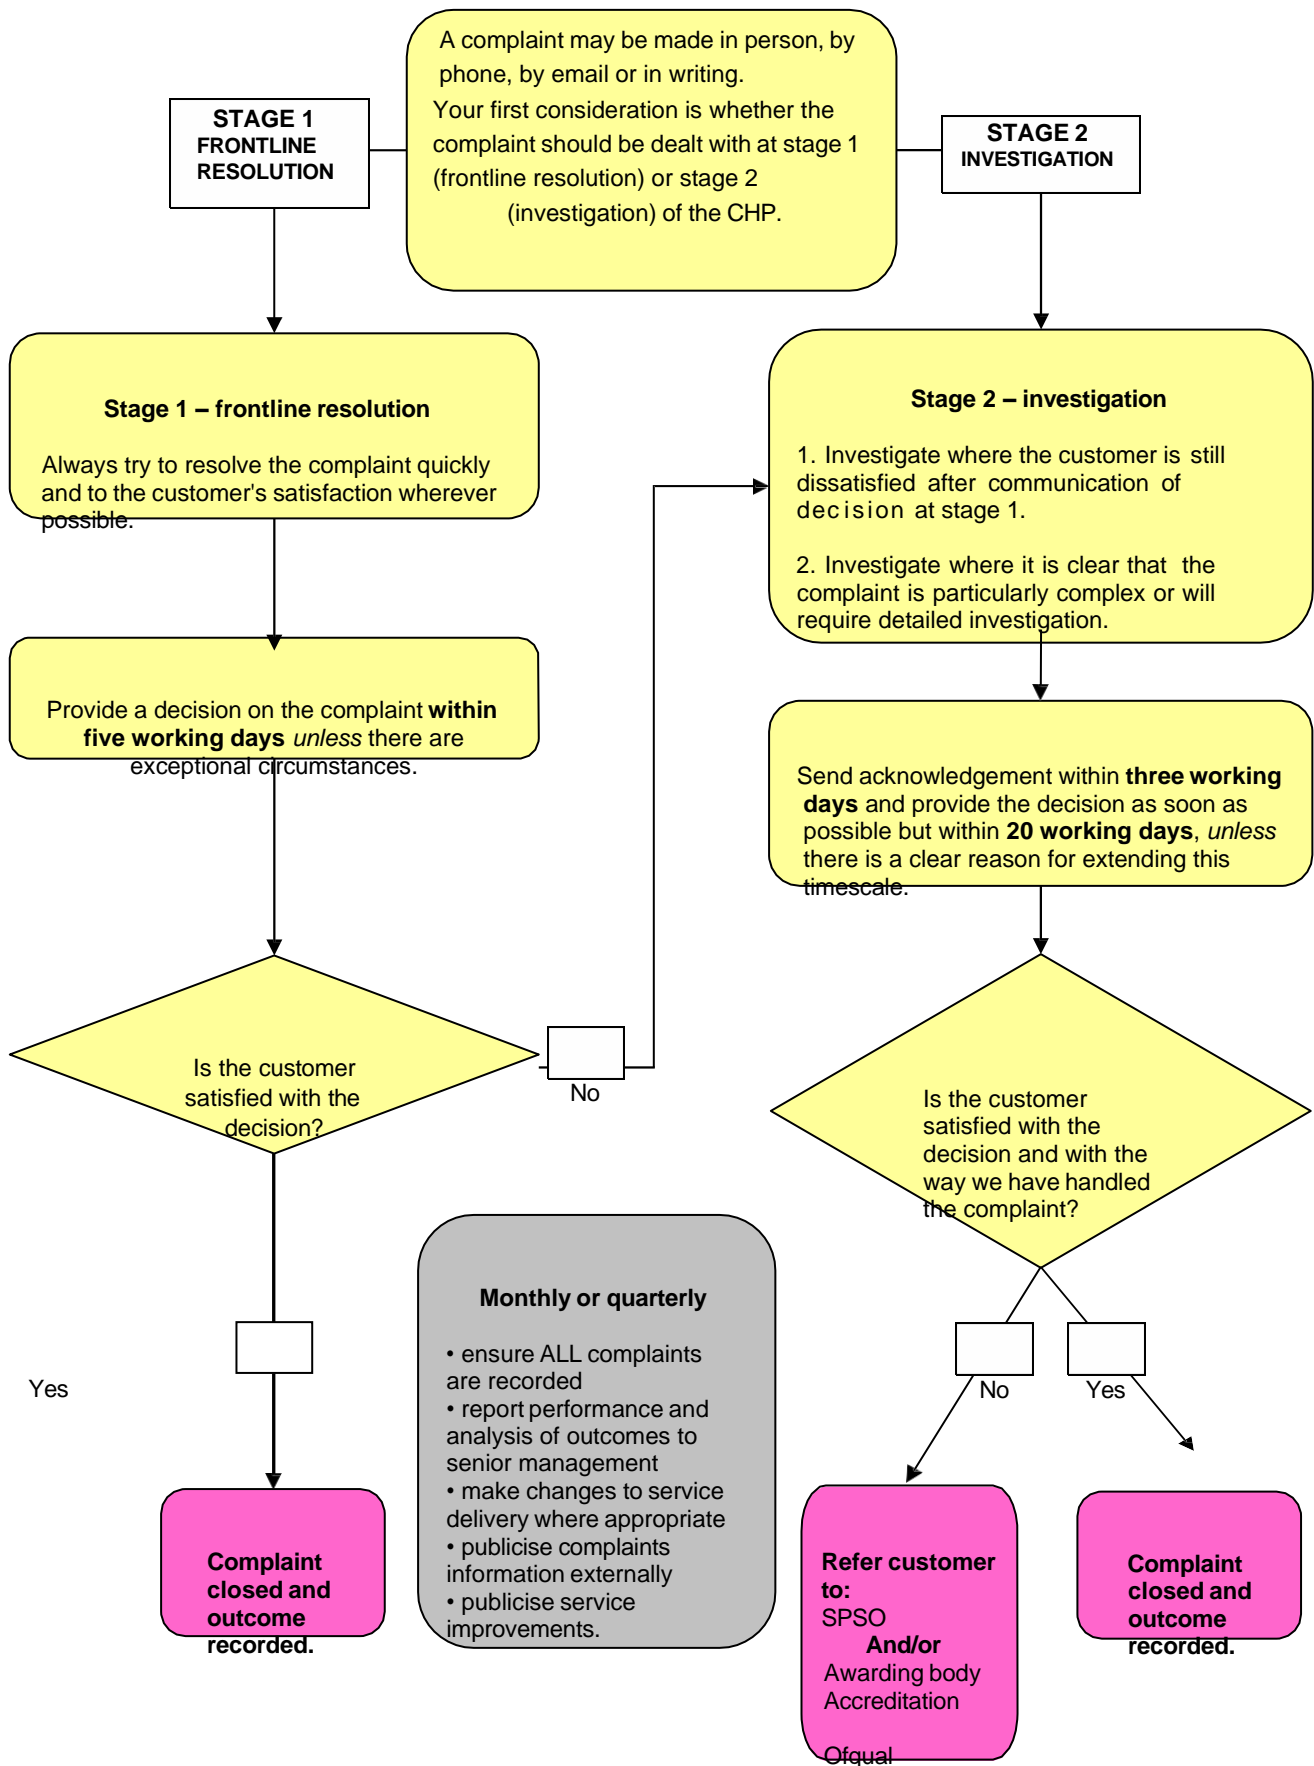 A complaint may be made in person, by
phone, by email or in writing.
Your first consideration is whether the
complaint should be dealt with at stage 1
(frontline resolution) or stage 2
(investigation) of the CHP.
STAGE 1
FRONTLINE
RESOLUTION
STAGE 2
INVESTIGATION
Stage 1 – frontline resolution
Always try to resolve the complaint quickly
and to the customer's satisfaction wherever
possible.
Stage 2 – investigation
1. Investigate where the customer is still
dissatisfied after communication of
decision at stage 1.
2. Investigate where it is clear that the
complaint is particularly complex or will
require detailed investigation.
Provide a decision on the complaint within
five working days unless there are
exceptional circumstances.
Send acknowledgement within three working
days and provide the decision as soon as
possible but within 20 working days, unless
there is a clear reason for extending this
timescale.
Is the customer
satisfied with the
decision?
No
Is the customer
satisfied with the
decision and with the
way we have handled
the complaint?
Yes
Monthly or quarterly
• ensure ALL complaints
are recorded
• report performance and
analysis of outcomes to
senior management
• make changes to service
delivery where appropriate
• publicise complaints
information externally
• publicise service
improvements.
No
Yes
Complaint
closed and
outcome
recorded.
Refer customer
to:
SPSO
And/or
Awarding body
Accreditation
Ofqual
Complaint
closed and
outcome
recorded.